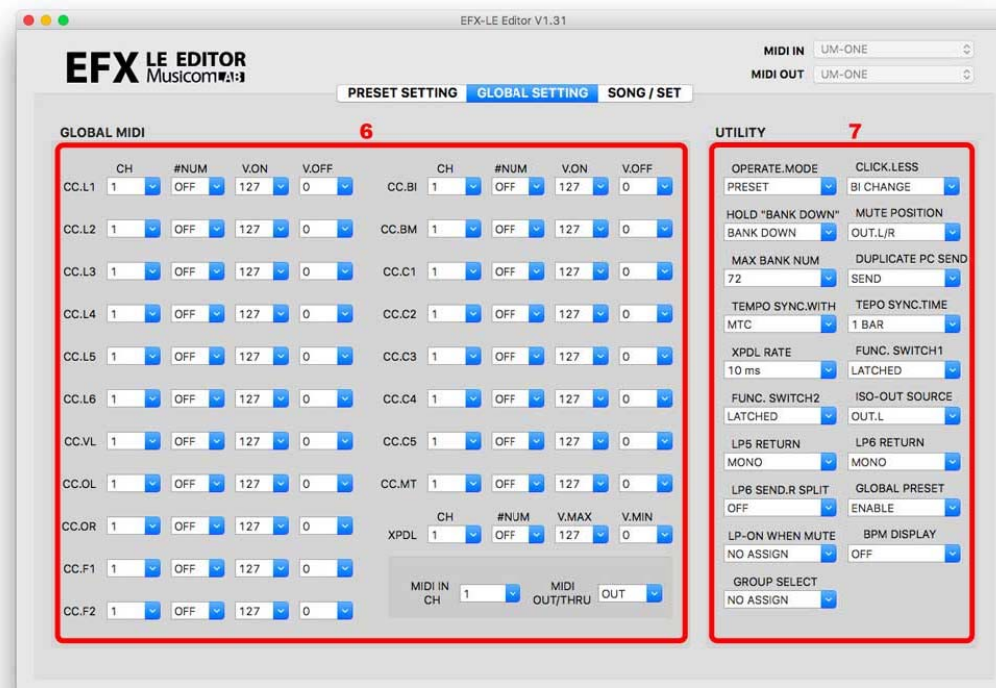 EFX-LE Editor V1.31
EFX LE EDITOR
MusicomLAB
MIDI IN UM-ONE
MIDI OUT UM-ONE
PRESET SETTING GLOBAL SETTING SONG / SET
GLOBAL MIDI 6
CH #NUM V.ON V.OFF CH #NUM V.ON V.OFF
CC.L1 1 OFF 127 0 CC.BI 1 OFF 127 0
CC.L2 1 OFF 127 0 CC.BM 1 OFF 127 0
CC.L3 1 OFF 127 0 CC.C1 1 OFF 127 0
CC.L4 1 OFF 127 0 CC.C2 1 OFF 127 0
CC.L5 1 OFF 127 0 CC.C3 1 OFF 127 0
CC.L6 1 OFF 127 0 CC.C4 1 OFF 127 0
CC.VL 1 OFF 127 0 CC.C5 1 OFF 127 0
CC.OL 1 OFF 127 0 CC.MT 1 OFF 127 0
CH #NUM V.MAX V.MIN
CC.OR 1 OFF 127 0 XPDL 1 OFF 127 0
CC.F1 1 OFF 127 0
MIDI IN CH 1 MIDI OUT/THRU OUT
CC.F2 1 OFF 127 0
UTILITY 7
OPERATE.MODE CLICK.LESS
PRESET BI CHANGE
HOLD "BANK DOWN" MUTE POSITION
BANK DOWN OUT.L/R
MAX BANK NUM DUPLICATE PC SEND
72 SEND
TEMPO SYNC.WITH TEPO SYNC.TIME
MTC 1 BAR
XPDL RATE FUNC. SWITCH1
10 ms LATCHED
FUNC. SWITCH2 ISO-OUT SOURCE
LATCHED OUT.L
LP5 RETURN LP6 RETURN
MONO MONO
LP6 SEND.R SPLIT GLOBAL PRESET
OFF ENABLE
LP-ON WHEN MUTE BPM DISPLAY
NO ASSIGN OFF
GROUP SELECT
NO ASSIGN